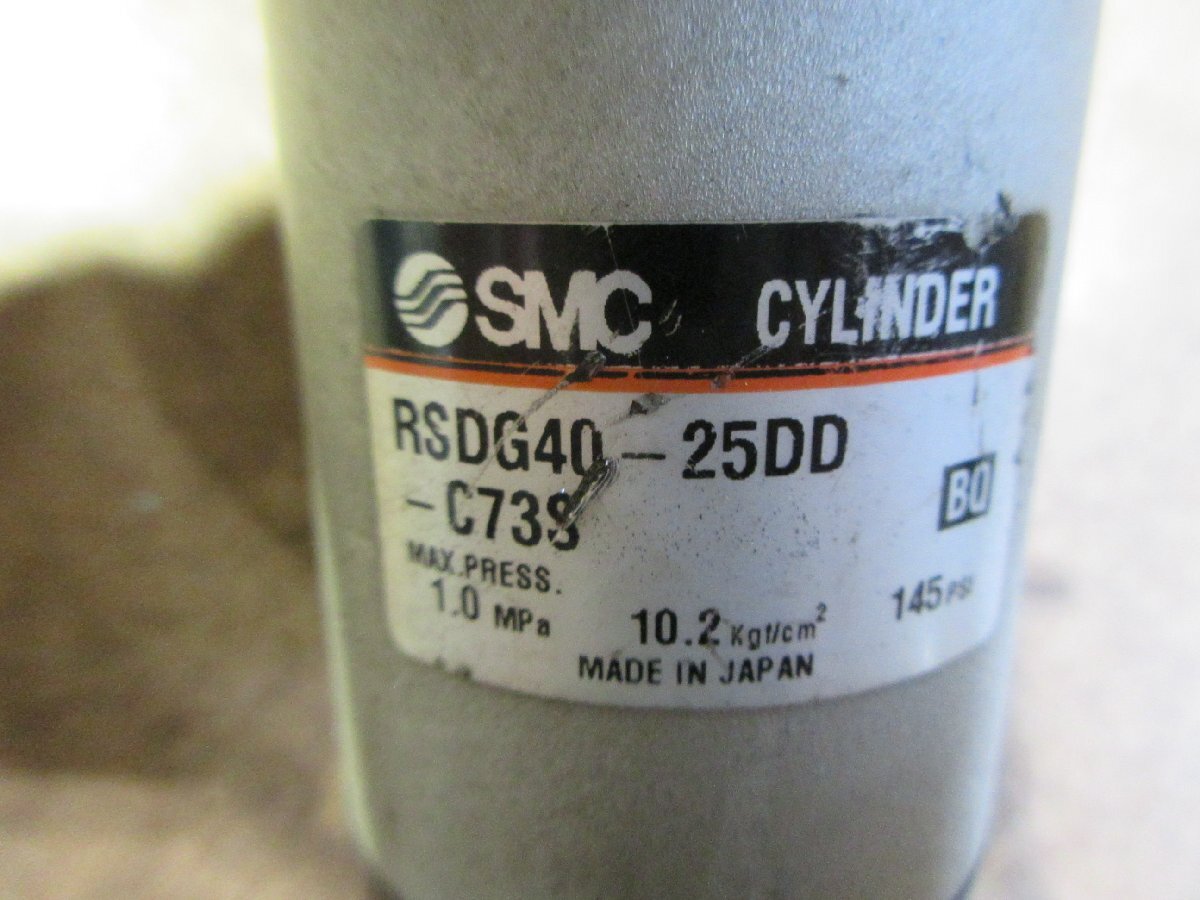 SMC CYLINDER
RSDG40-25DD
-C73S
BQ
MAX.PRESS.
1.0 MPa 10.2 Kgf/cm² 145 PSI
MADE IN JAPAN